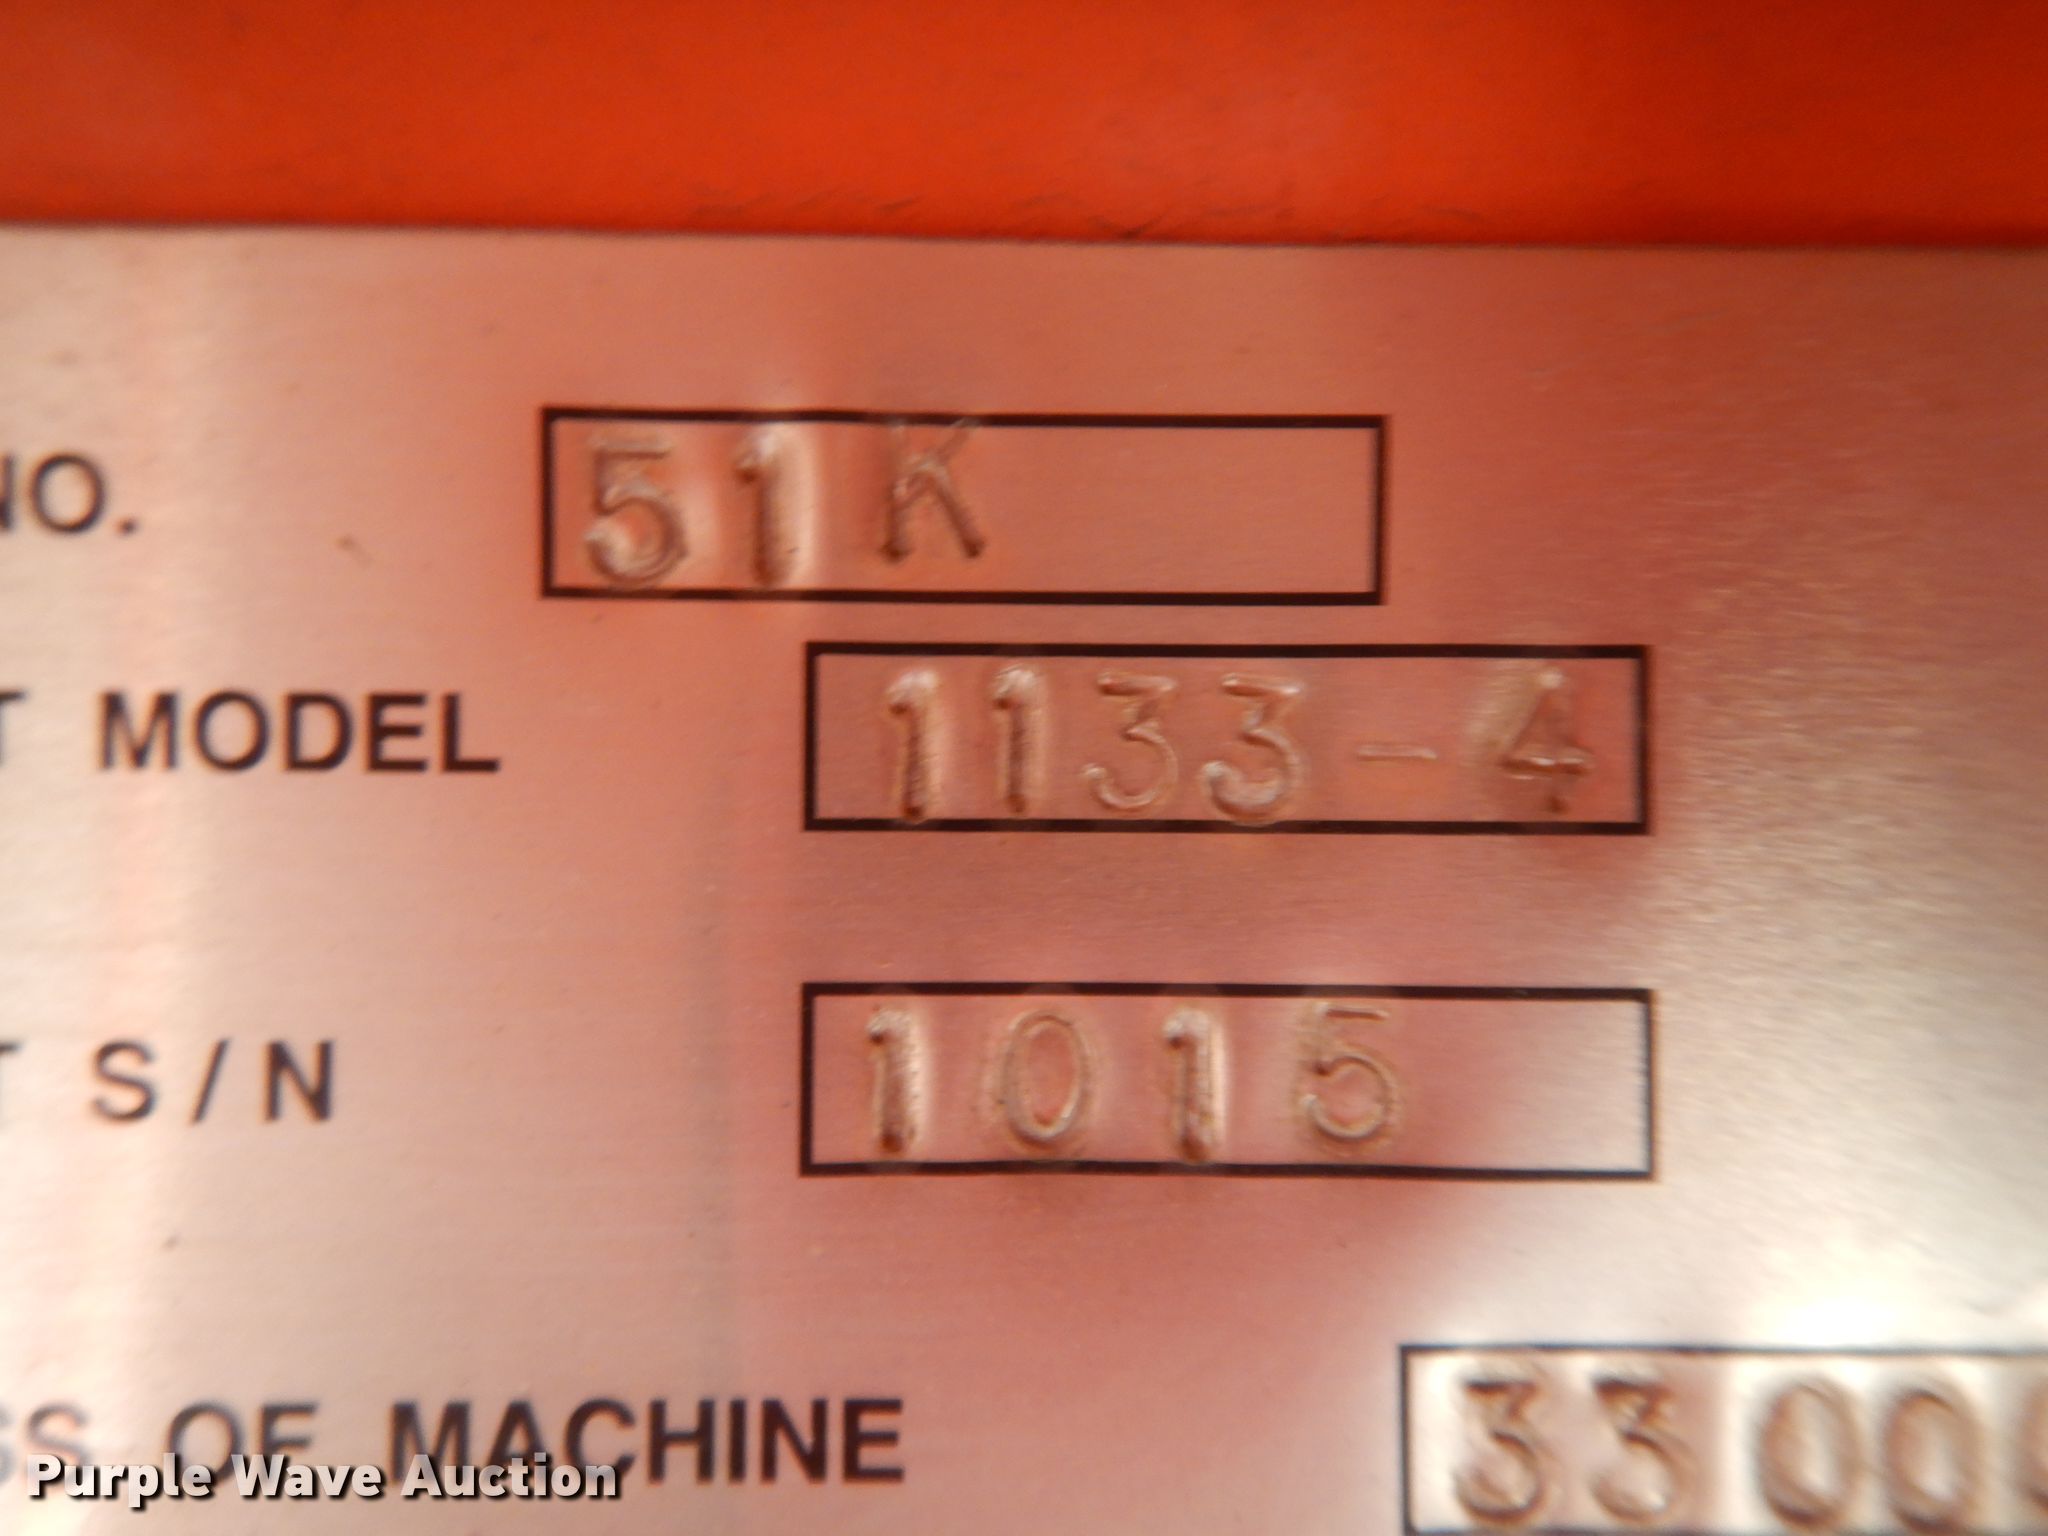 NO. 51K
T MODEL 1133-4
T S/N 1015
SS OF MACHINE 3300
Purple Wave Auction